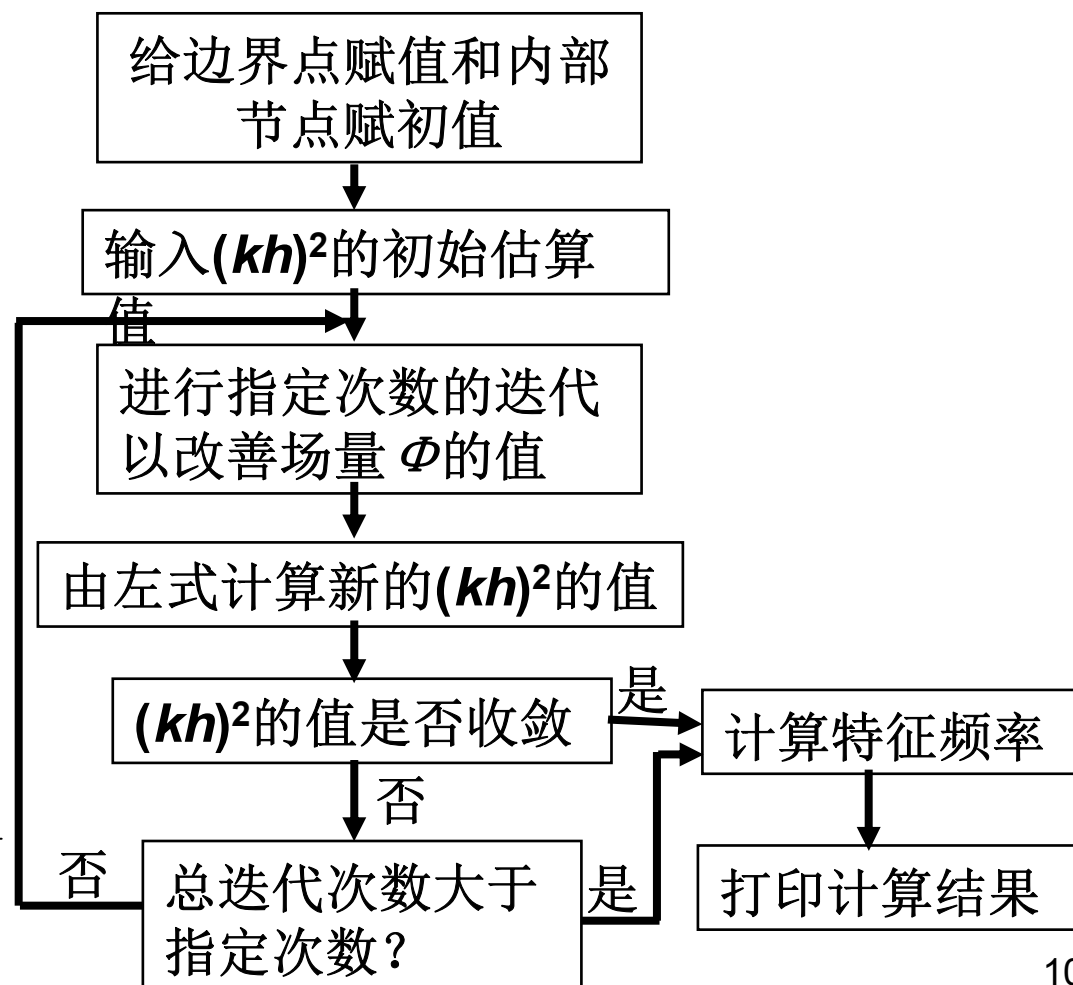 给边界点赋值和内部
节点赋初值
输入(kh)²的初始估算
值
进行指定次数的迭代
以改善场量Φ的值
由左式计算新的(kh)²的值
(kh)²的值是否收敛
是
计算特征频率
否
总迭代次数大于
指定次数？
否
是
打印计算结果
10